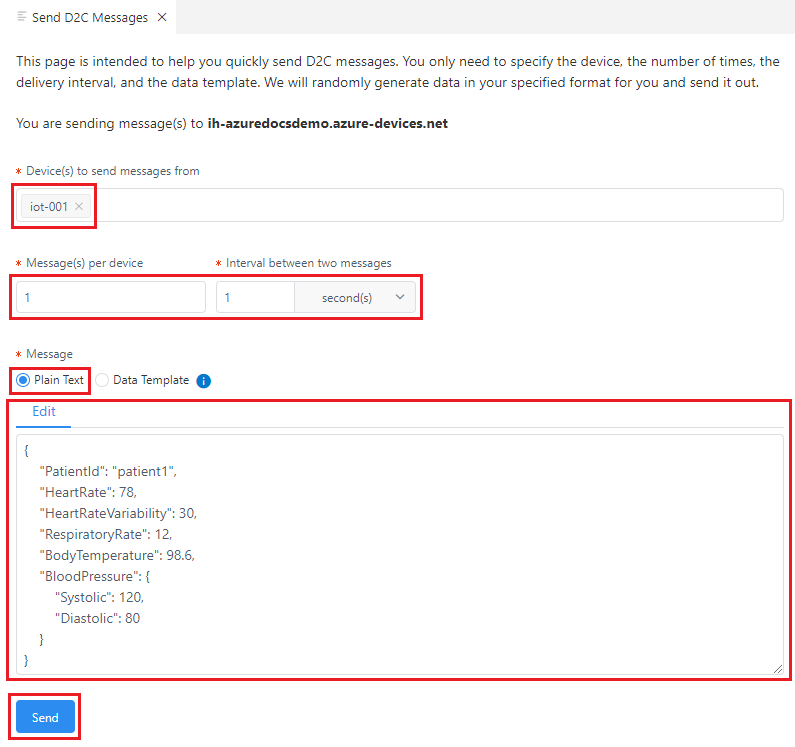 Send D2C Messages
This page is intended to help you quickly send D2C messages. You only need to specify the device, the number of times, the
delivery interval, and the data template. We will randomly generate data in your specified format for you and send it out.
You are sending message(s) to ih-azuredocsdemo.azure-devices.net
* Device(s) to send messages from
iot-001
* Message(s) per device * Interval between two messages
1 1 second(s)
* Message
Plain Text Data Template
Edit
{
"PatientId": "patient1",
"HeartRate": 78,
"HeartRateVariability": 30,
"RespiratoryRate": 12,
"BodyTemperature": 98.6,
"BloodPressure": {
"Systolic": 120,
"Diastolic": 80
}
}
Send